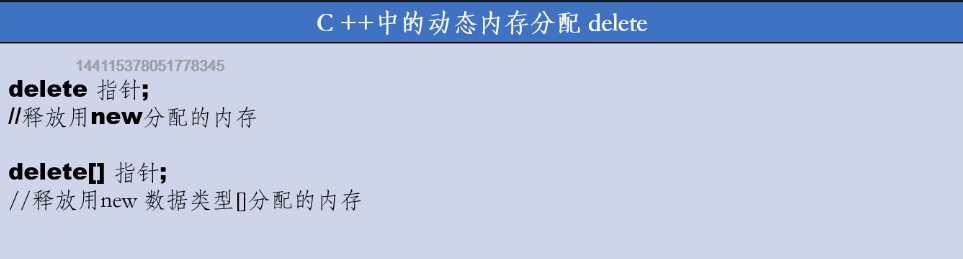 C ++中的动态内存分配 delete
144115378051778345
delete 指针;
//释放用new分配的内存
delete[] 指针;
//释放用new 数据类型[]分配的内存